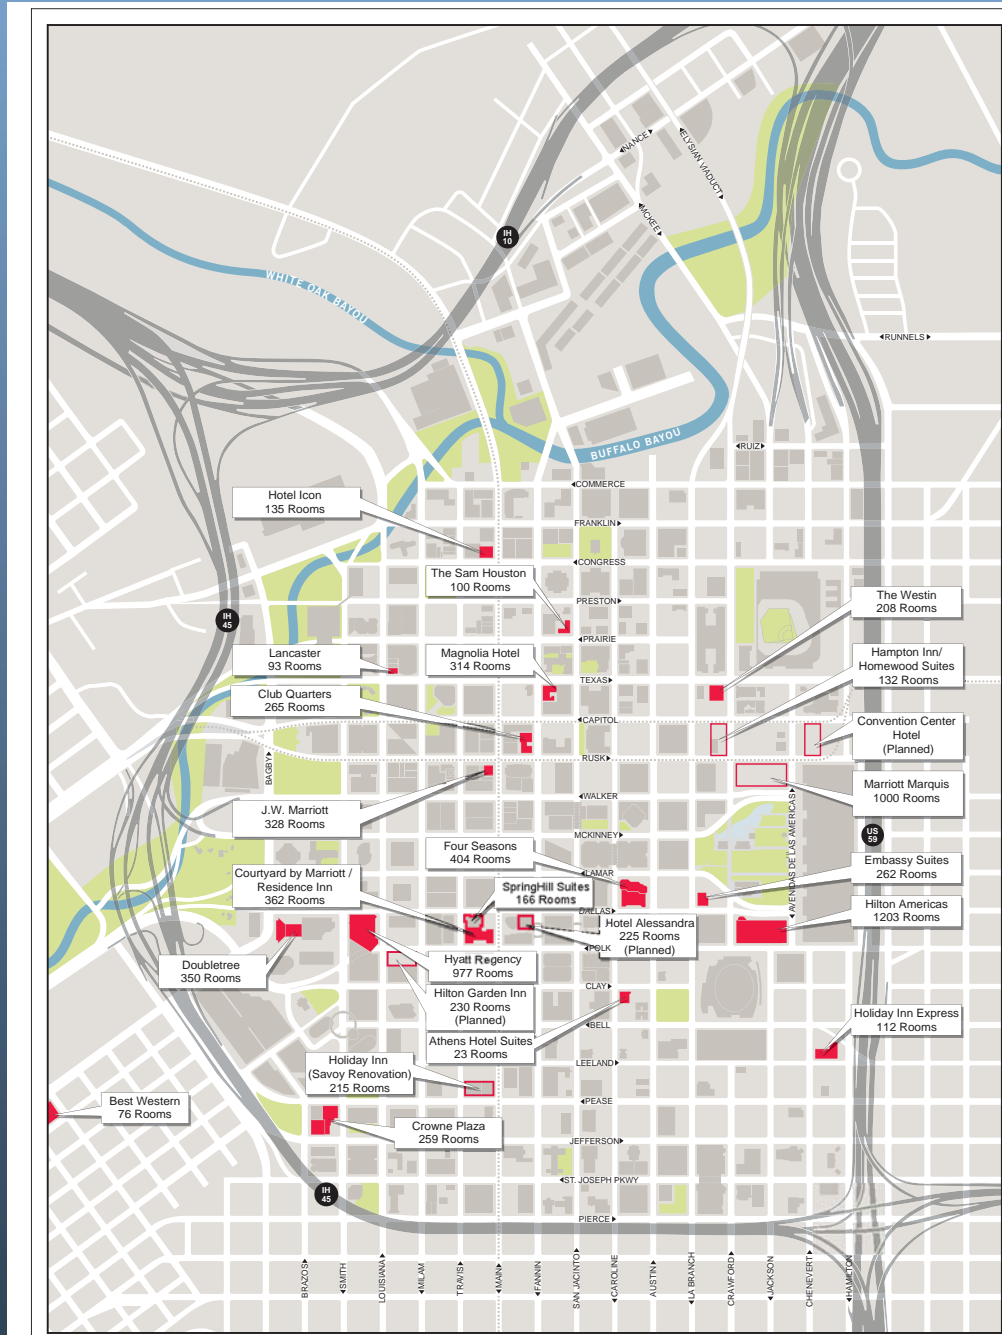 NANCE
ELYSIAN VIADUCT
MCKEE
IH
10
WHITE OAK BAYOU
RUNNELS
BUFFALO BAYOU
RUIZ
COMMERCE
Hotel Icon
135 Rooms
FRANKLIN
CONGRESS
The Sam Houston
100 Rooms
PRESTON
The Westin
208 Rooms
IH
45
PRAIRIE
Lancaster
93 Rooms
Magnolia Hotel
314 Rooms
Hampton Inn/
Homewood Suites
132 Rooms
TEXAS
Club Quarters
265 Rooms
CAPITOL
Convention Center
Hotel
(Planned)
RUSK
BAGBY
Marriott Marquis
1000 Rooms
WALKER
J.W. Marriott
328 Rooms
MCKINNEY
AVENIDAS DE LAS AMERICAS
US
59
Four Seasons
404 Rooms
Embassy Suites
262 Rooms
LAMAR
Courtyard by Marriott /
Residence Inn
362 Rooms
SpringHill Suites
166 Rooms
Hilton Americas
1203 Rooms
DALLAS
Hotel Alessandra
225 Rooms
(Planned)
POLK
Doubletree
350 Rooms
Hyatt Regency
977 Rooms
CLAY
Hilton Garden Inn
230 Rooms
(Planned)
Holiday Inn Express
112 Rooms
BELL
Athens Hotel Suites
23 Rooms
Holiday Inn
(Savoy Renovation)
215 Rooms
LEELAND
Best Western
76 Rooms
PEASE
Crowne Plaza
259 Rooms
JEFFERSON
ST. JOSEPH PKWY
IH
45
PIERCE
BRAZOS
SMITH
LOUISIANA
MILAM
TRAVIS
MAIN
FANNIN
SAN JACINTO
CAROLINE
AUSTIN
LA BRANCH
CRAWFORD
JACKSON
CHENEVERT
HAMILTON